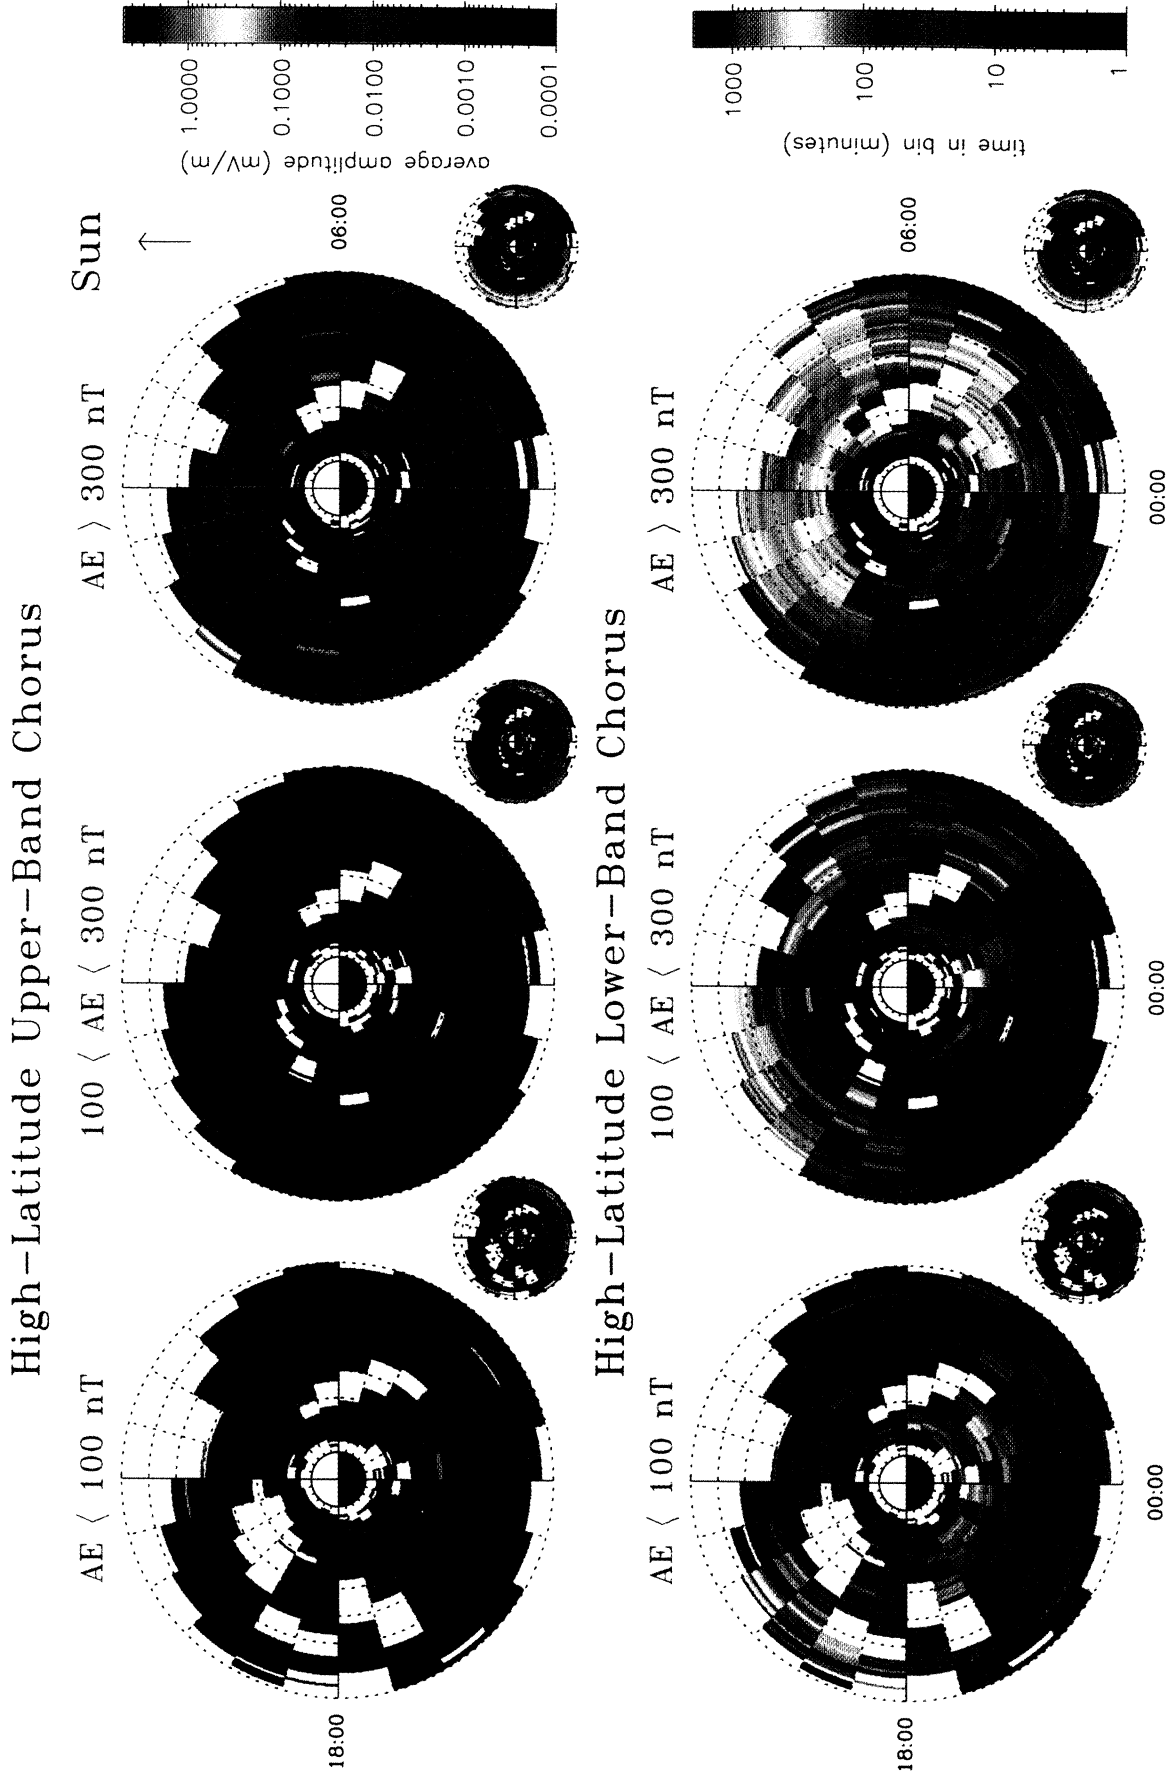 High-Latitude Upper-Band Chorus
AE < 100 nT
100 < AE < 300 nT
AE > 300 nT
Sun
18:00
06:00
1.0000
0.1000
0.0100
0.0010
0.0001
average amplitude (mV/m)
High-Latitude Lower-Band Chorus
AE < 100 nT
100 < AE < 300 nT
AE > 300 nT
18:00
06:00
00:00
00:00
00:00
1000
100
10
1
time in bin (minutes)